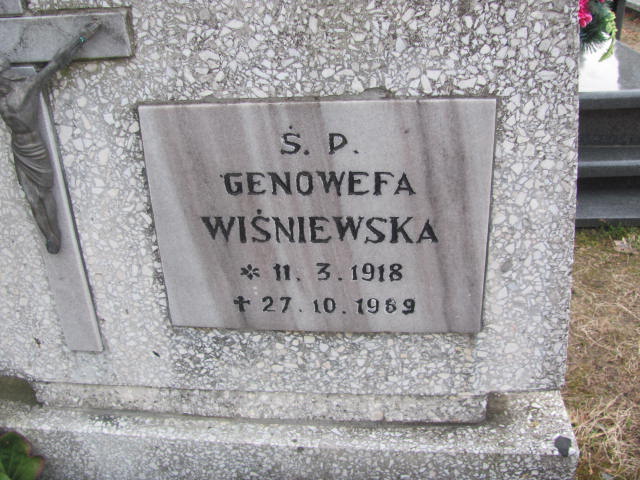 Ś. P.
GENOWEFA
WIŚNIEWSKA
* 11. 3. 1918
✝ 27. 10. 1989